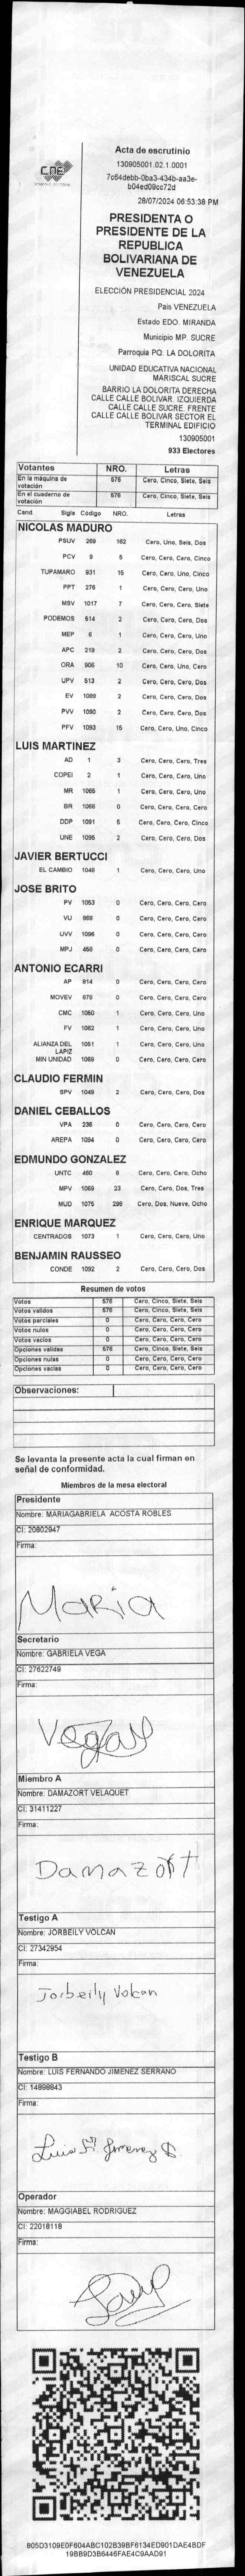 CNE
Acta de escrutinio
130905001.02.1.0001
7c64debb-0ba3-434b-aa3e-
b04ed09cc72d
28/07/2024 06:53:38 PM
PRESIDENTA O
PRESIDENTE DE LA
REPUBLICA
BOLIVARIANA DE
VENEZUELA
ELECCIÓN PRESIDENCIAL 2024
País VENEZUELA
Estado EDO. MIRANDA
Municipio MP. SUCRE
Parroquia PQ. LA DOLORITA
UNIDAD EDUCATIVA NACIONAL
MARISCAL SUCRE
BARRIO LA DOLORITA DERECHA
CALLE CALLE BOLIVAR. IZQUIERDA
CALLE CALLE SUCRE. FRENTE
CALLE CALLE BOLIVAR SECTOR EL
TERMINAL EDIFICIO
130905001
933 Electores
Votantes NRO. Letras
En la máquina de votación 576 Cero, Cinco, Siete, Seis
En el cuaderno de votación 576 Cero, Cinco, Siete, Seis
Cand. Sigla Código NRO. Letras
NICOLAS MADURO
PSUV 269 162 Cero, Uno, Seis, Dos
PCV 9 5 Cero, Cero, Cero, Cinco
TUPAMARO 931 15 Cero, Cero, Uno, Cinco
PPT 276 1 Cero, Cero, Cero, Uno
MSV 1017 7 Cero, Cero, Cero, Siete
PODEMOS 514 2 Cero, Cero, Cero, Dos
MEP 6 1 Cero, Cero, Cero, Uno
APC 219 2 Cero, Cero, Cero, Dos
ORA 906 10 Cero, Cero, Uno, Cero
UPV 513 2 Cero, Cero, Cero, Dos
EV 1089 2 Cero, Cero, Cero, Dos
PVV 1090 2 Cero, Cero, Cero, Dos
PFV 1093 15 Cero, Cero, Uno, Cinco
LUIS MARTINEZ
AD 1 3 Cero, Cero, Cero, Tres
COPEI 2 1 Cero, Cero, Cero, Uno
MR 1065 1 Cero, Cero, Cero, Uno
BR 1066 0 Cero, Cero, Cero, Cero
DDP 1091 5 Cero, Cero, Cero, Cinco
UNE 1095 2 Cero, Cero, Cero, Dos
JAVIER BERTUCCI
EL CAMBIO 1048 1 Cero, Cero, Cero, Uno
JOSE BRITO
PV 1053 0 Cero, Cero, Cero, Cero
VU 868 0 Cero, Cero, Cero, Cero
UVV 1096 0 Cero, Cero, Cero, Cero
MPJ 456 0 Cero, Cero, Cero, Cero
ANTONIO ECARRI
AP 814 0 Cero, Cero, Cero, Cero
MOVEV 878 0 Cero, Cero, Cero, Cero
CMC 1050 1 Cero, Cero, Cero, Uno
FV 1062 1 Cero, Cero, Cero, Uno
ALIANZA DEL LAPIZ 1051 1 Cero, Cero, Cero, Uno
MIN UNIDAD 1068 0 Cero, Cero, Cero, Cero
CLAUDIO FERMIN
SPV 1049 2 Cero, Cero, Cero, Dos
DANIEL CEBALLOS
VPA 236 0 Cero, Cero, Cero, Cero
AREPA 1094 0 Cero, Cero, Cero, Cero
EDMUNDO GONZALEZ
UNTC 460 8 Cero, Cero, Cero, Ocho
MPV 1069 23 Cero, Cero, Dos, Tres
MUD 1075 298 Cero, Dos, Nueve, Ocho
ENRIQUE MARQUEZ
CENTRADOS 1073 1 Cero, Cero, Cero, Uno
BENJAMIN RAUSSEO
CONDE 1092 2 Cero, Cero, Cero, Dos
Resumen de votos
Votos 576 Cero, Cinco, Siete, Seis
Votos validos 576 Cero, Cinco, Siete, Seis
Votos parciales 0 Cero, Cero, Cero, Cero
Votos nulos 0 Cero, Cero, Cero, Cero
Votos vacios 0 Cero, Cero, Cero, Cero
Opciones validas 576 Cero, Cinco, Siete, Seis
Opciones nulas 0 Cero, Cero, Cero, Cero
Opciones vacias 0 Cero, Cero, Cero, Cero
Observaciones:
Se levanta la presente acta la cual firman en
señal de conformidad.
Miembros de la mesa electoral
Presidente
Nombre: MARIAGABRIELA ACOSTA ROBLES
CI: 20802947
Firma:
Maria
Secretario
Nombre: GABRIELA VEGA
CI: 27622749
Firma:
Miembro A
Nombre: DAMAZORT VELAQUET
CI: 31411227
Firma:
Damazort
Testigo A
Nombre: JORBEILY VOLCAN
CI: 27342954
Firma:
Jorbeily Volcan
Testigo B
Nombre: LUIS FERNANDO JIMENEZ SERRANO
CI: 14898843
Firma:
Operador
Nombre: MAGGIABEL RODRIGUEZ
CI: 22018118
Firma:
805D3109E0F604ABC102B39BF6134ED901DAE4BDF
19BB9D3B6446FAE4C9AAD91